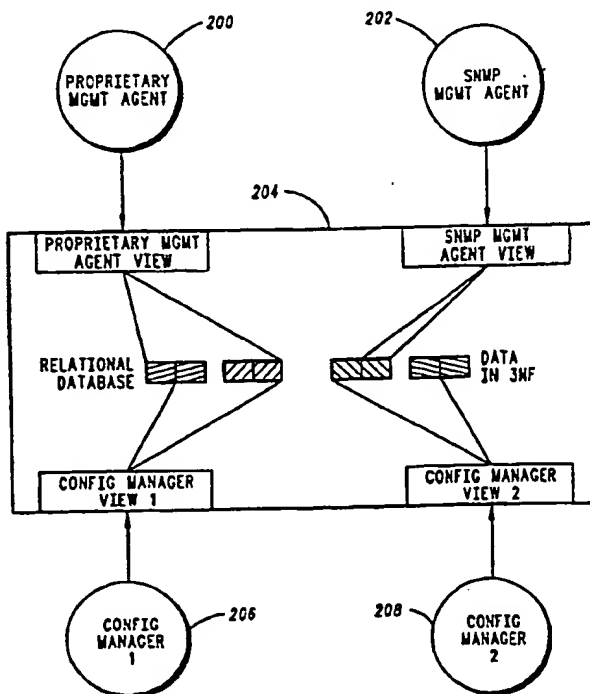 200
202
PROPRIETARY
MGMT AGENT
SNMP
MGMT AGENT
204
PROPRIETARY MGMT
AGENT VIEW
SNMP MGMT
AGENT VIEW
RELATIONAL
DATABASE
DATA
IN 3NF
CONFIG MANAGER
VIEW 1
CONFIG MANAGER
VIEW 2
206
208
CONFIG
MANAGER
1
CONFIG
MANAGER
2